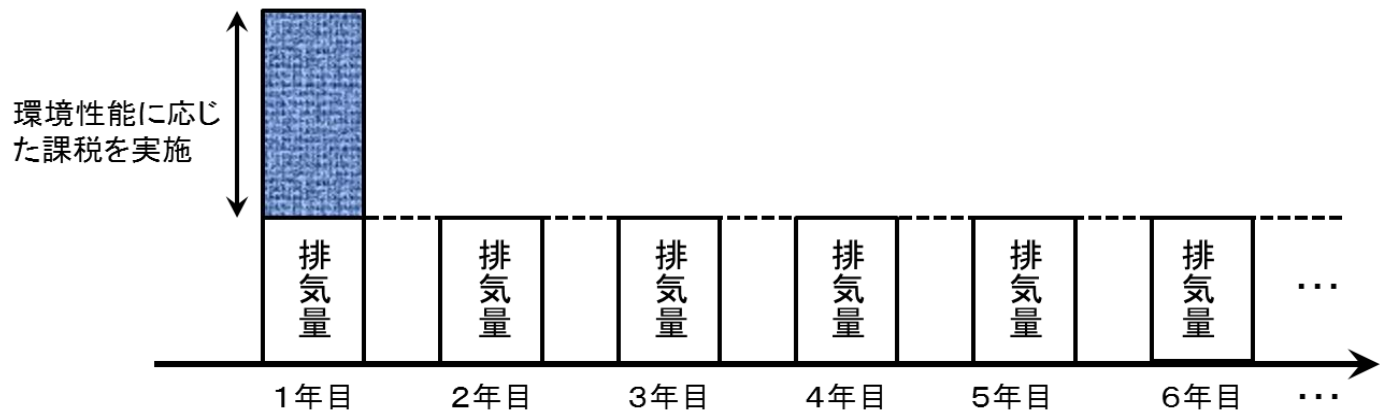 環境性能に応じ
た課税を実施
排気量
排気量
排気量
排気量
排気量
排気量
･･･
1年目
2年目
3年目
4年目
5年目
6年目
･･･